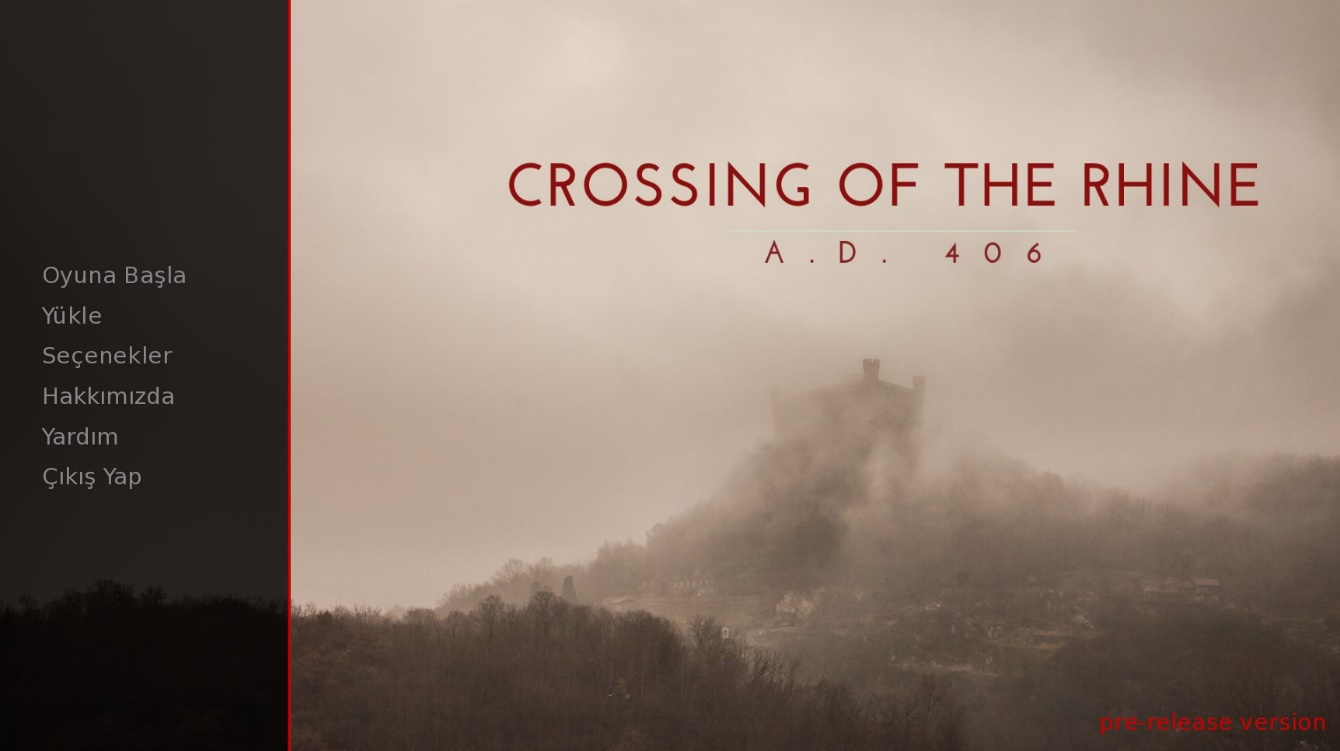 Oyuna Başla
Yükle
Seçenekler
Hakkımızda
Yardım
Çıkış Yap
CROSSING OF THE RHINE
A.D. 406
pre-release version